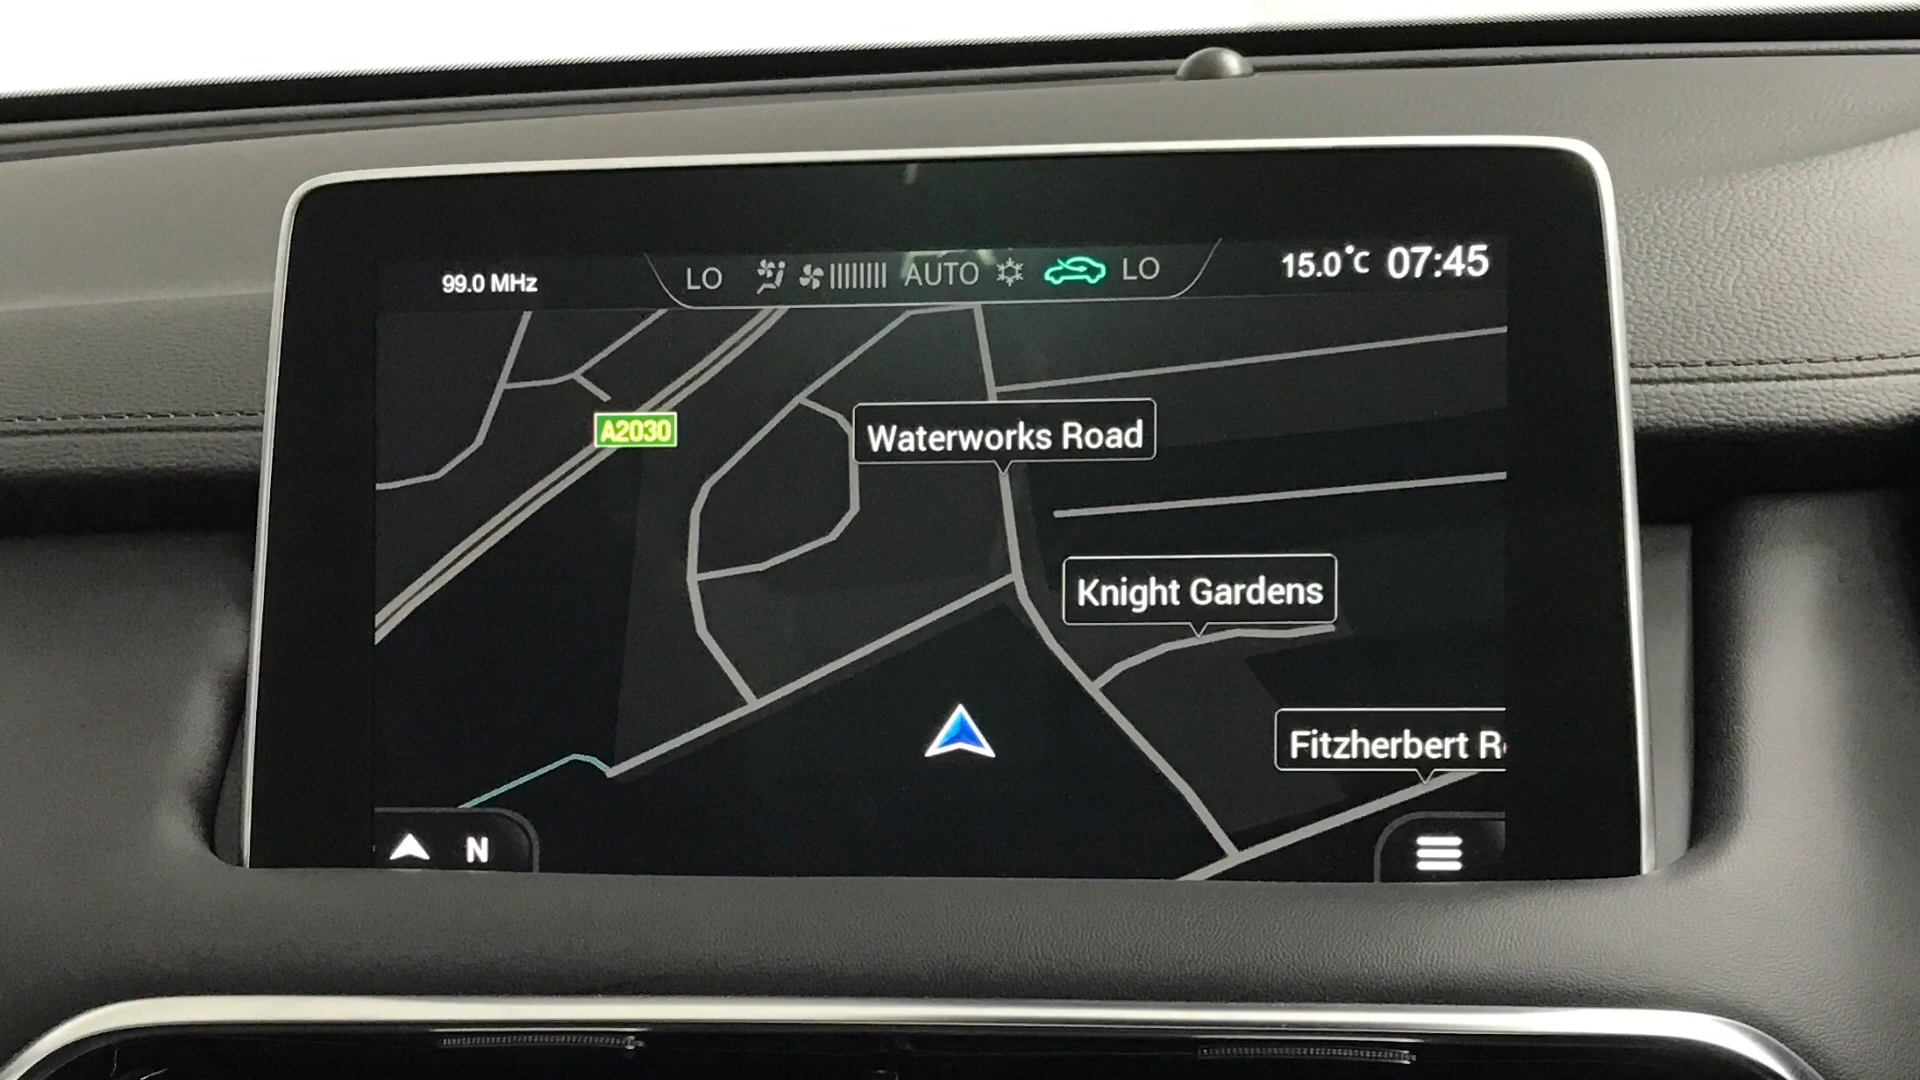 99.0 MHz
LO AUTO LO
15.0°C 07:45
A2030
Waterworks Road
Knight Gardens
Fitzherbert R
N